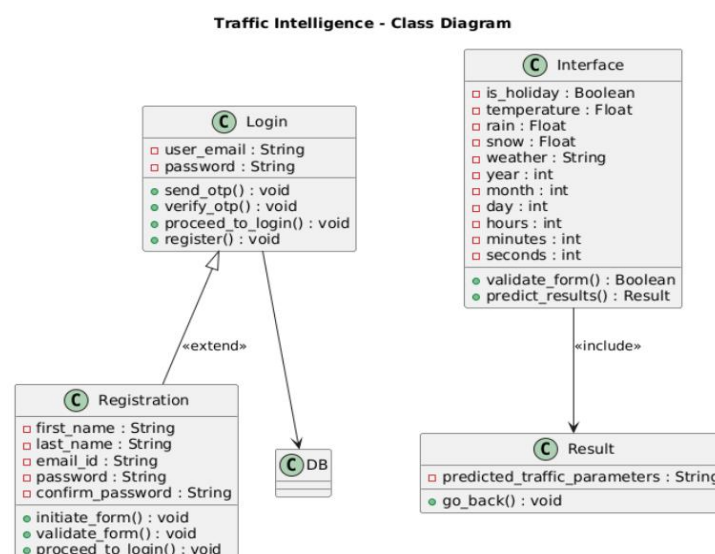 Traffic Intelligence - Class Diagram
C Login
user_email : String
password : String
send_otp() : void
verify_otp() : void
proceed_to_login() : void
register() : void
C Interface
is_holiday : Boolean
temperature : Float
rain : Float
snow : Float
weather : String
year : int
month : int
day : int
hours : int
minutes : int
seconds : int
validate_form() : Boolean
predict_results() : Result
«extend»
«include»
C Registration
first_name : String
last_name : String
email_id : String
password : String
confirm_password : String
initiate_form() : void
validate_form() : void
proceed_to_login() : void
C DB
C Result
predicted_traffic_parameters : String
go_back() : void